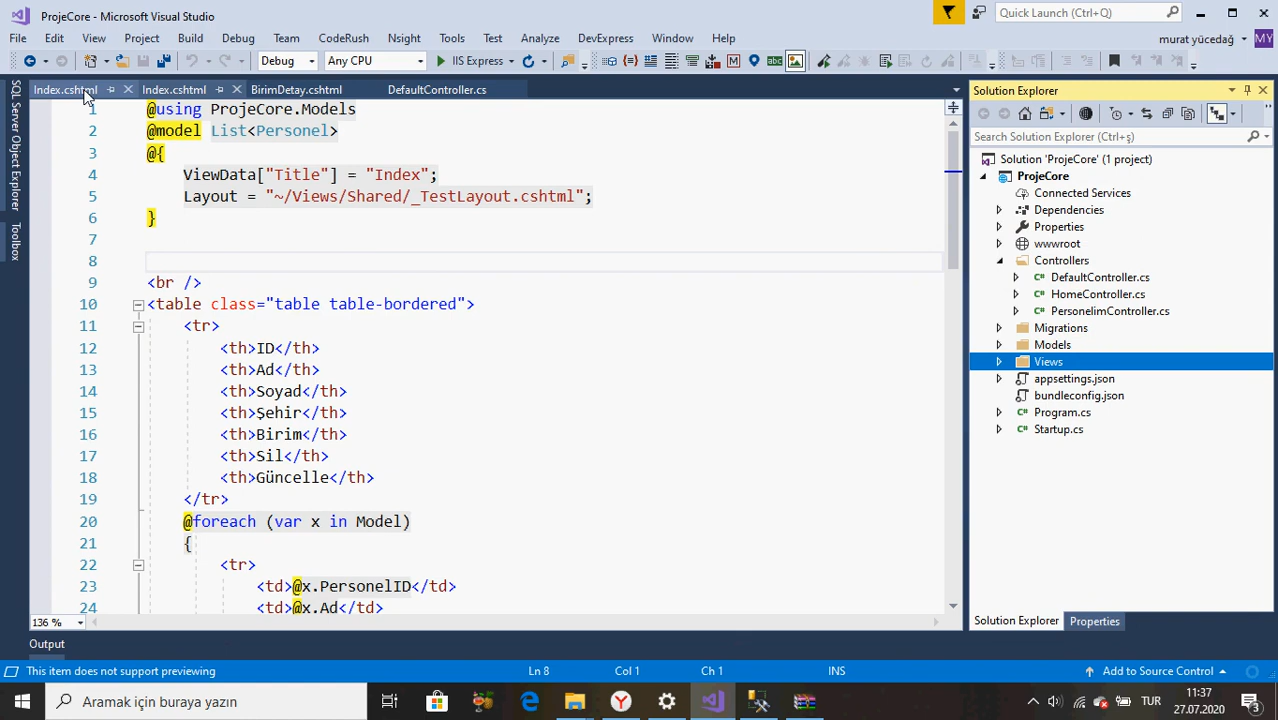 ProjeCore - Microsoft Visual Studio
Quick Launch (Ctrl+Q)
File Edit View Project Build Debug Team CodeRush Nsight Tools Test Analyze DevExpress Window Help
murat yücedağ MY
Debug Any CPU IIS Express
Index.cshtml Index.cshtml BirimDetay.cshtml DefaultController.cs
SQL Server Object Explorer
Toolbox
1 @using ProjeCore.Models
2 @model List<Personel>
3 @{
4 ViewData["Title"] = "Index";
5 Layout = "~/Views/Shared/_TestLayout.cshtml";
6 }
7
8
9 <br />
10 <table class="table table-bordered">
11 <tr>
12 <th>ID</th>
13 <th>Ad</th>
14 <th>Soyad</th>
15 <th>Şehir</th>
16 <th>Birim</th>
17 <th>Sil</th>
18 <th>Güncelle</th>
19 </tr>
20 @foreach (var x in Model)
21 {
22 <tr>
23 <td>@x.PersonelID</td>
24 <td>@x.Ad</td>
136 %
Solution Explorer
Search Solution Explorer (Ctrl+ş)
Solution 'ProjeCore' (1 project)
ProjeCore
Connected Services
Dependencies
Properties
wwwroot
Controllers
DefaultController.cs
HomeController.cs
PersonelimController.cs
Migrations
Models
Views
appsettings.json
bundleconfig.json
Program.cs
Startup.cs
Solution Explorer Properties
Output
This item does not support previewing Ln 8 Col 1 Ch 1 INS Add to Source Control
Aramak için buraya yazın
TUR
11:37
27.07.2020
3